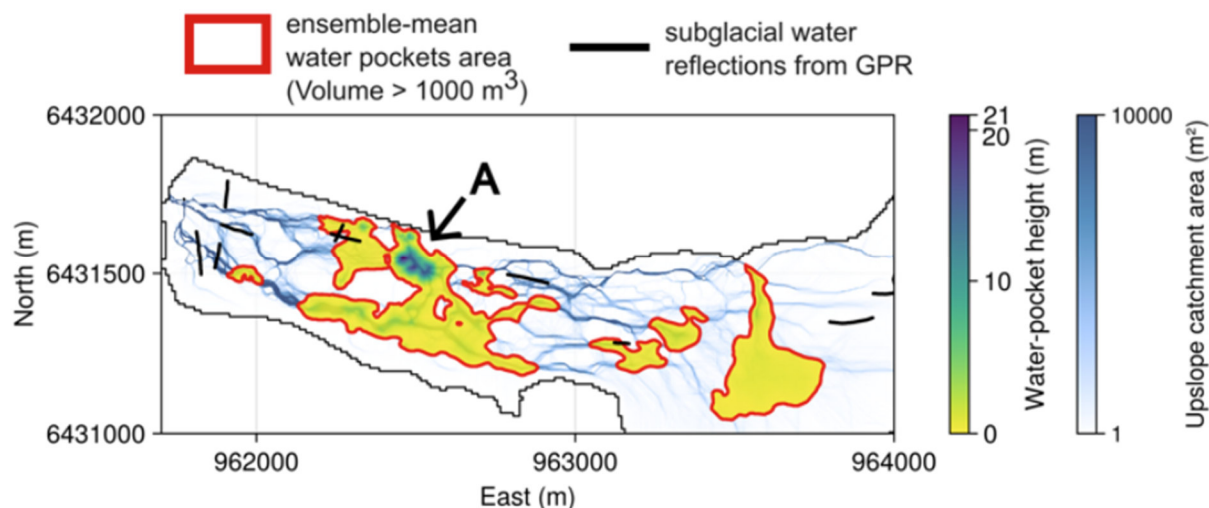 ensemble-mean
water pockets area
(Volume > 1000 m³)
subglacial water
reflections from GPR
A
6432000
6431500
6431000
North (m)
962000
963000
964000
East (m)
21
20
10
0
Water-pocket height (m)
10000
1
Upslope catchment area (m²)